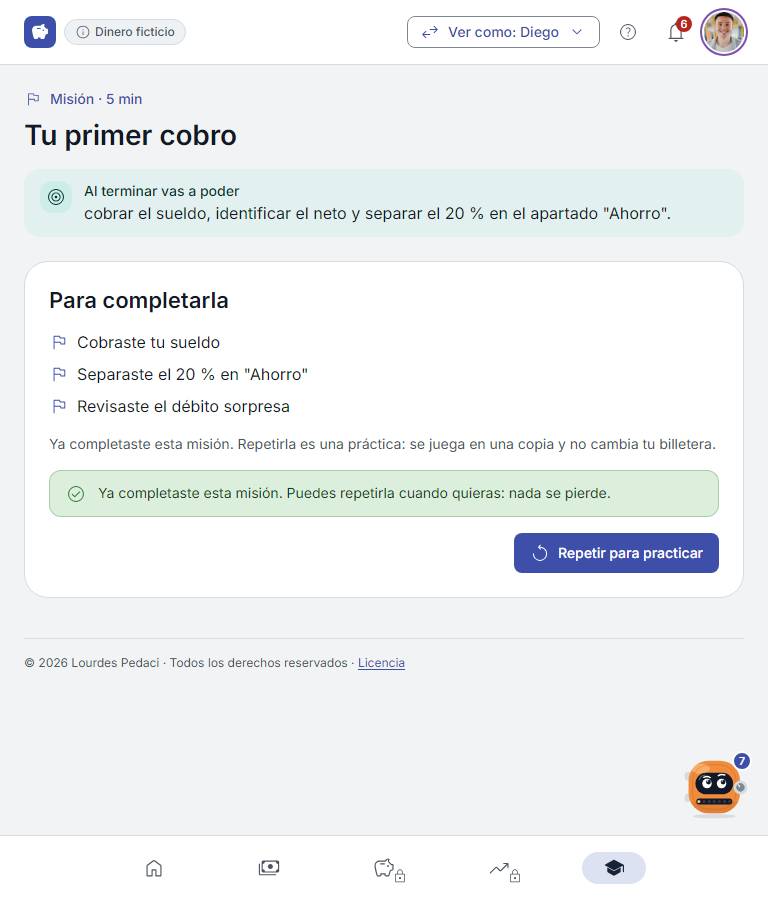 Dinero ficticio
Ver como: Diego
6
Misión · 5 min
Tu primer cobro
Al terminar vas a poder
cobrar el sueldo, identificar el neto y separar el 20 % en el apartado "Ahorro".
Para completarla
Cobraste tu sueldo
Separaste el 20 % en "Ahorro"
Revisaste el débito sorpresa
Ya completaste esta misión. Repetirla es una práctica: se juega en una copia y no cambia tu billetera.
Ya completaste esta misión. Puedes repetirla cuando quieras: nada se pierde.
Repetir para practicar
© 2026 Lourdes Pedaci · Todos los derechos reservados · Licencia
7